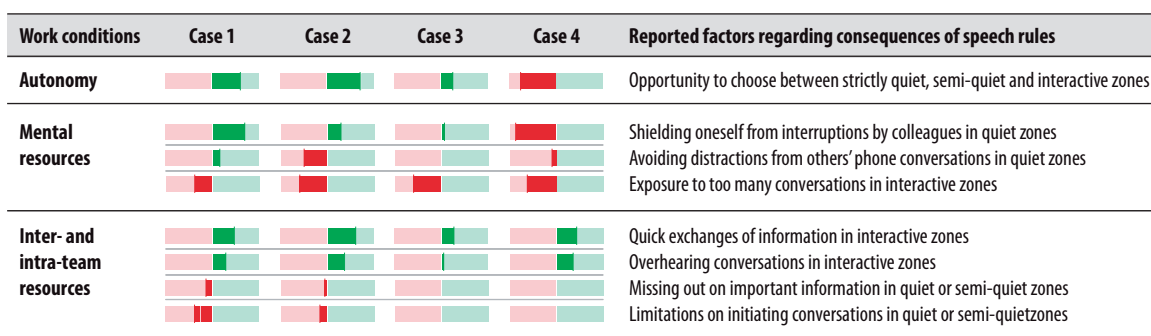 Work conditions Case 1 Case 2 Case 3 Case 4 Reported factors regarding consequences of speech rules
Autonomy Opportunity to choose between strictly quiet, semi-quiet and interactive zones
Mental Shielding oneself from interruptions by colleagues in quiet zones
resources Avoiding distractions from others' phone conversations in quiet zones
Exposure to too many conversations in interactive zones
Inter- and Quick exchanges of information in interactive zones
intra-team Overhearing conversations in interactive zones
resources Missing out on important information in quiet or semi-quiet zones
Limitations on initiating conversations in quiet or semi-quietzones